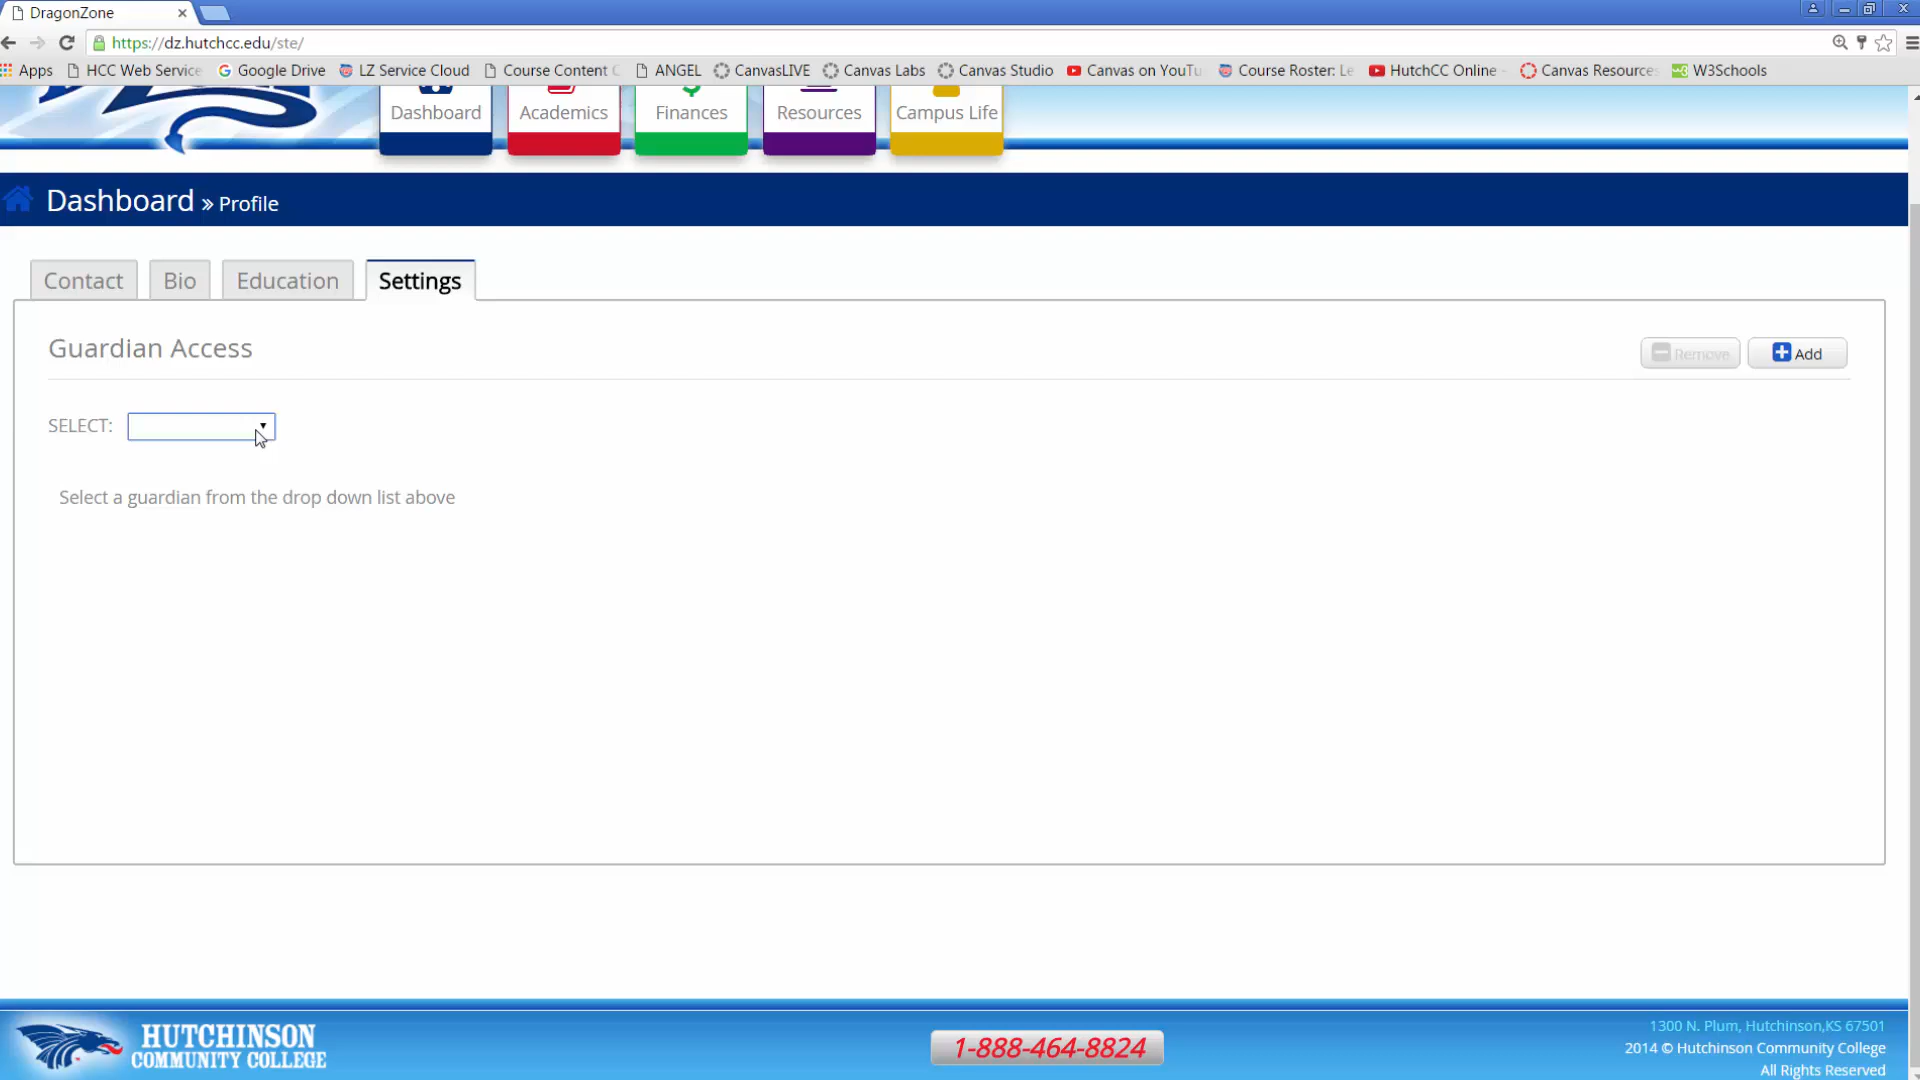 DragonZone
https://dz.hutchcc.edu/ste/
Apps HCC Web Service Google Drive LZ Service Cloud Course Content ANGEL CanvasLIVE Canvas Labs Canvas Studio Canvas on YouTu Course Roster: Le HutchCC Online - Canvas Resources W3Schools
Dashboard Academics Finances Resources Campus Life
Dashboard » Profile
Contact Bio Education Settings
Guardian Access
Remove Add
SELECT:
Select a guardian from the drop down list above
HUTCHINSON
COMMUNITY COLLEGE
1-888-464-8824
1300 N. Plum, Hutchinson,KS 67501
2014 © Hutchinson Community College
All Rights Reserved